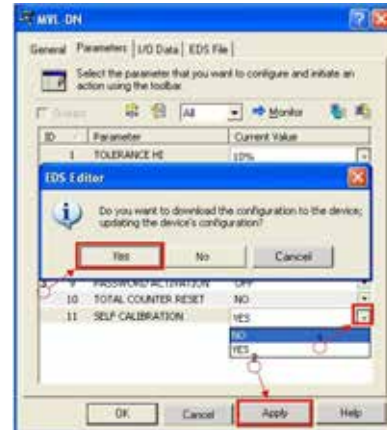 MVL-DN
General Parameters I/O Data EDS File
Select the parameter that you want to configure and initiate an
action using the toolbar.
Groups All Monitor
ID Parameter Current Value
1 TOLERANCE HI 10%
EDS Editor
Do you want to download the configuration to the device;
updating the device's configuration?
Yes No Cancel
9 PASSWORD ACTIVATION OFF
10 TOTAL COUNTER RESET NO
11 SELF CALIBRATION YES
NO
YES
OK Cancel Apply Help